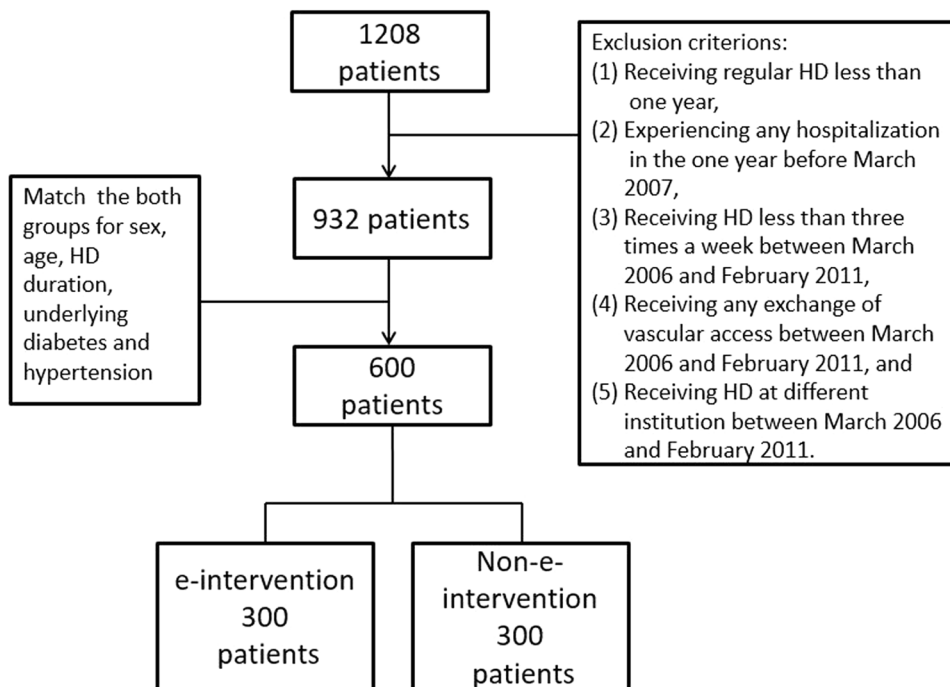 1208
patients
Exclusion criterions:
(1) Receiving regular HD less than
one year,
(2) Experiencing any hospitalization
in the one year before March
2007,
(3) Receiving HD less than three
times a week between March
2006 and February 2011,
(4) Receiving any exchange of
vascular access between March
2006 and February 2011, and
(5) Receiving HD at different
institution between March 2006
and February 2011.
932 patients
Match the both
groups for sex,
age, HD
duration,
underlying
diabetes and
hypertension
600
patients
e-intervention
300
patients
Non-e-
intervention
300
patients